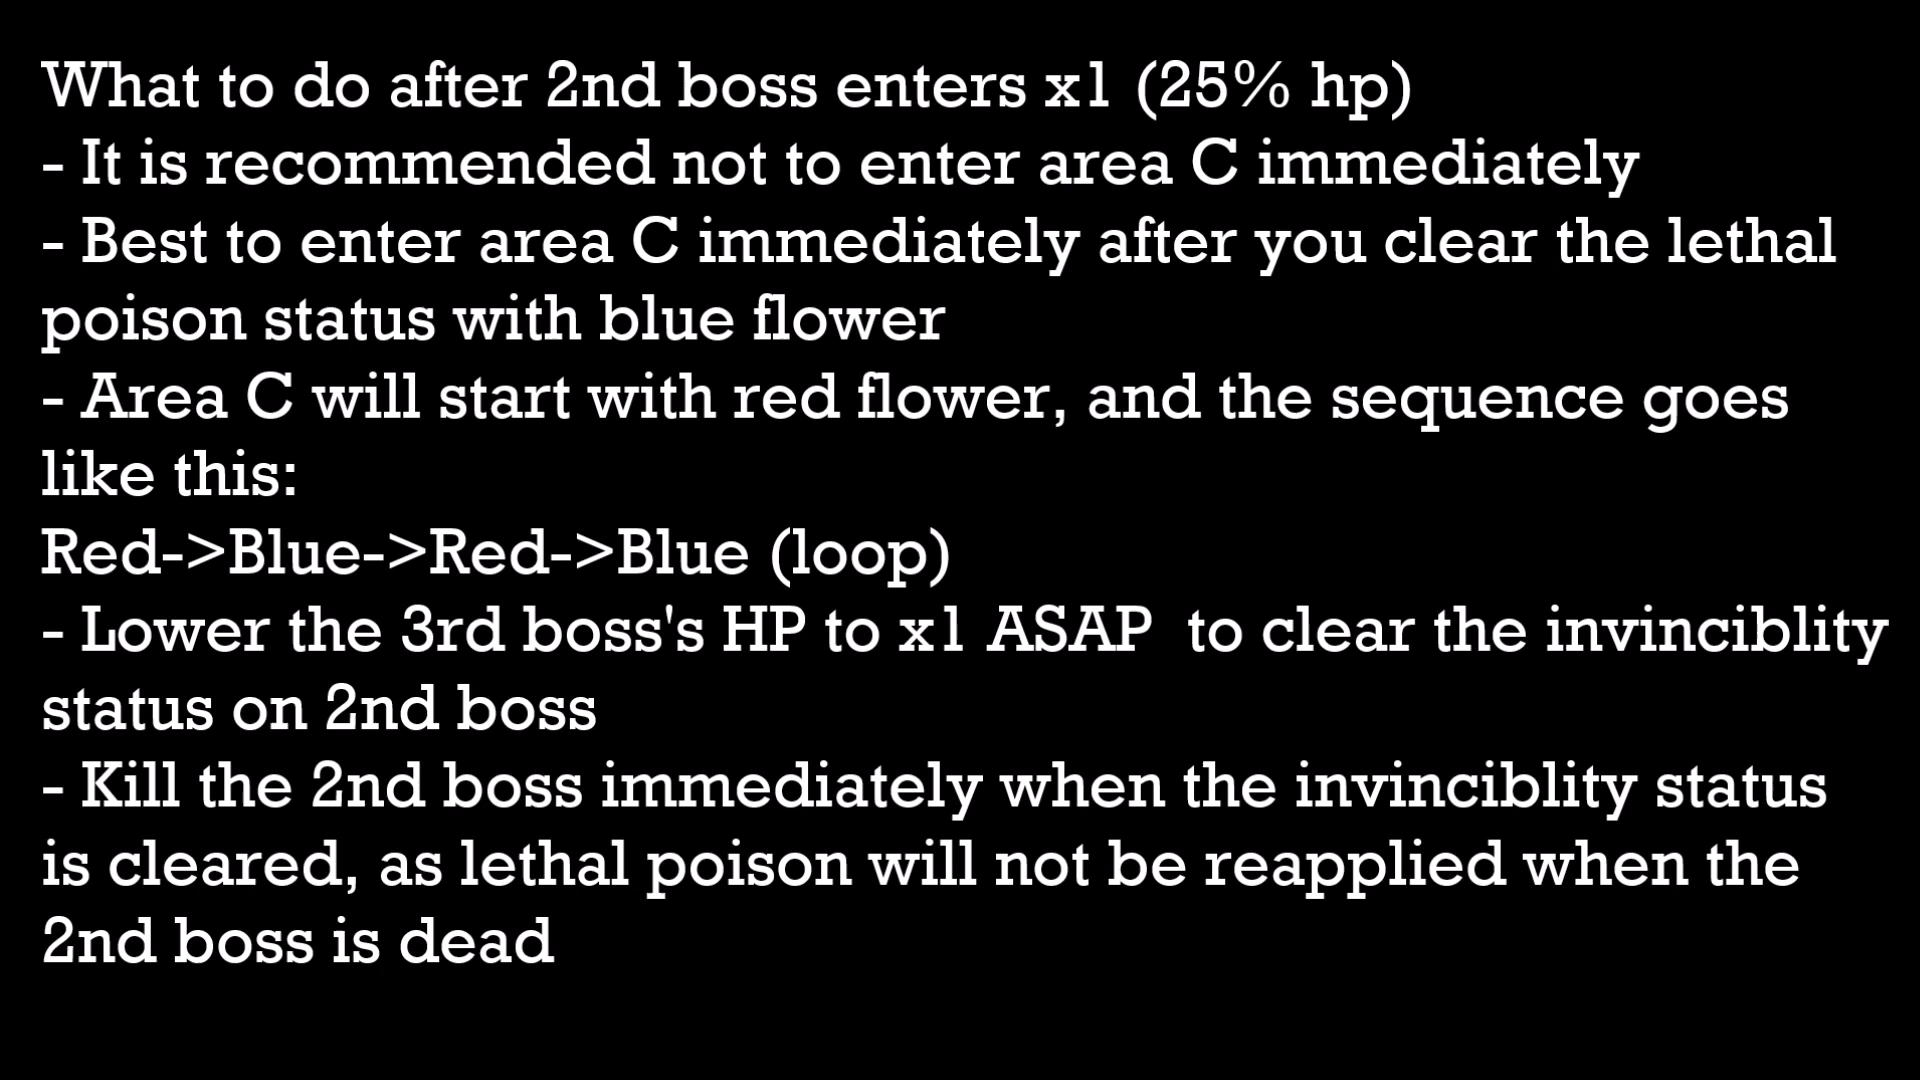 What to do after 2nd boss enters x1 (25% hp)
- It is recommended not to enter area C immediately
- Best to enter area C immediately after you clear the lethal
poison status with blue flower
- Area C will start with red flower, and the sequence goes
like this:
Red->Blue->Red->Blue (loop)
- Lower the 3rd boss's HP to x1 ASAP  to clear the invinciblity
status on 2nd boss
- Kill the 2nd boss immediately when the invinciblity status
is cleared, as lethal poison will not be reapplied when the
2nd boss is dead